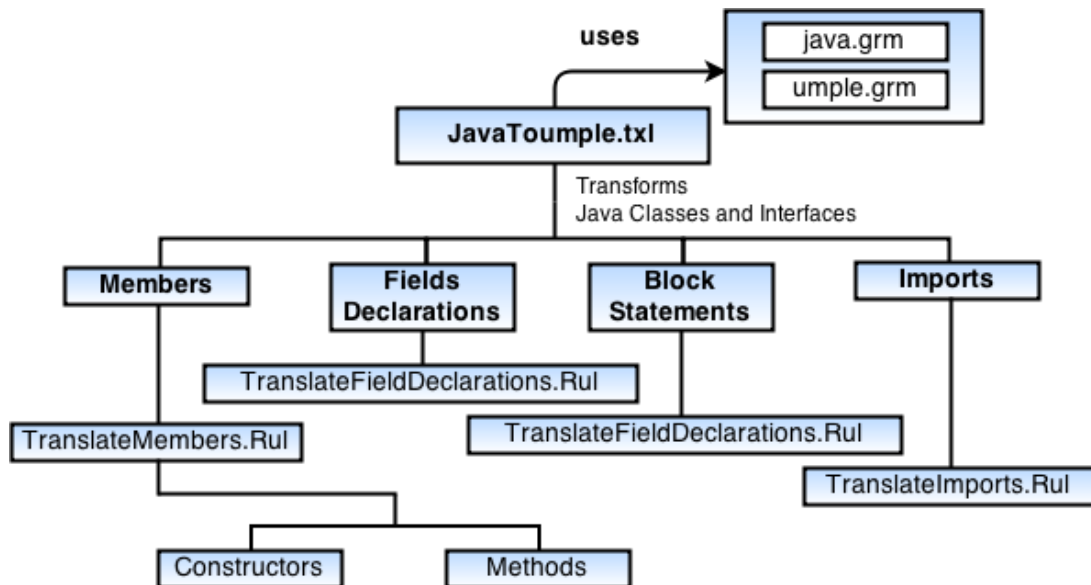 uses
java.grm
umple.grm
JavaToumple.txl
Transforms
Java Classes and Interfaces
Members
Fields
Declarations
Block
Statements
Imports
TranslateFieldDeclarations.Rul
TranslateMembers.Rul
TranslateFieldDeclarations.Rul
TranslateImports.Rul
Constructors
Methods